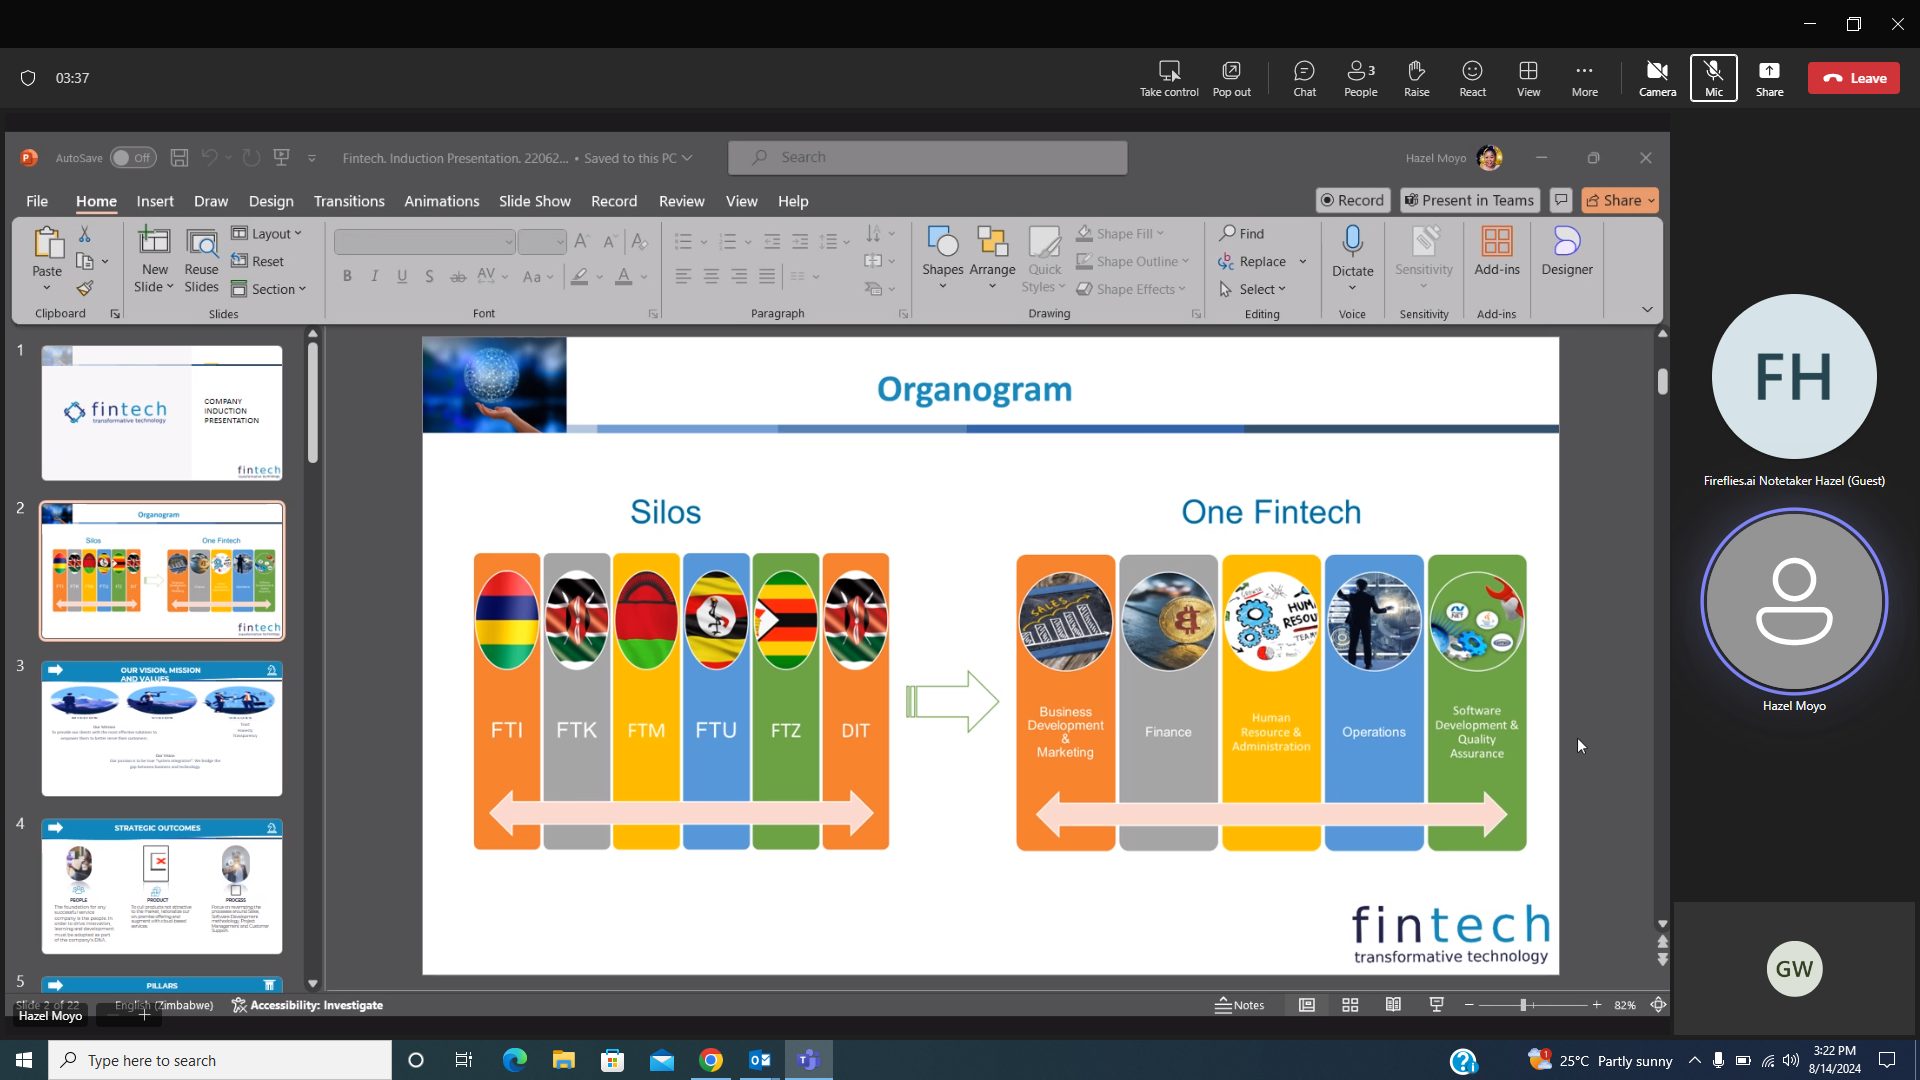 03:37
Take control
Pop out
Chat
3
People
Raise
React
View
More
Camera
Mic
Share
Leave
AutoSave Off
Fintech. Induction Presentation. 22062... • Saved to this PC
Search
Hazel Moyo
File Home Insert Draw Design Transitions Animations Slide Show Record Review View Help
Record
Present in Teams
Share
Paste
New Slide
Reuse Slides
Layout
Reset
Section
Shapes
Arrange
Quick Styles
Shape Fill
Shape Outline
Shape Effects
Find
Replace
Select
Dictate
Sensitivity
Add-ins
Designer
Clipboard
Slides
Font
Paragraph
Drawing
Editing
Voice
Sensitivity
Add-ins
1
fintech
transformative technology
COMPANY
INDUCTION
PRESENTATION
fintech
2
Organogram
Silos
One Fintech
fintech
3
OUR VISION, MISSION
AND VALUES
4
STRATEGIC OUTCOMES
PEOPLE
PRODUCT
PROCESS
5
PILLARS
Organogram
Silos
One Fintech
FTI
FTK
FTM
FTU
FTZ
DIT
Business
Development
&
Marketing
Finance
Human
Resource &
Administration
Operations
Software
Development &
Quality
Assurance
fintech
transformative technology
FH
Fireflies.ai Notetaker Hazel (Guest)
Hazel Moyo
GW
Slide 2 of 22
English (Zimbabwe)
Accessibility: Investigate
Notes
82%
Hazel Moyo
Type here to search
25°C Partly sunny
3:22 PM
8/14/2024